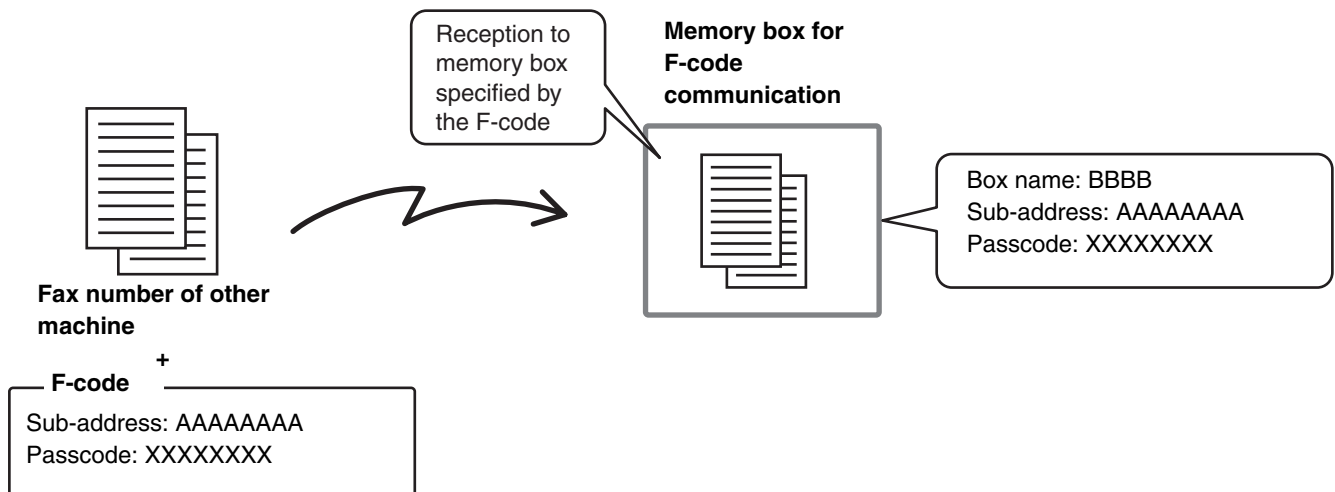 Reception to
memory box
specified by
the F-code
Memory box for
F-code
communication
Box name: BBBB
Sub-address: AAAAAAAA
Passcode: XXXXXXXX
Fax number of other
machine
+
F-code
Sub-address: AAAAAAAA
Passcode: XXXXXXXX